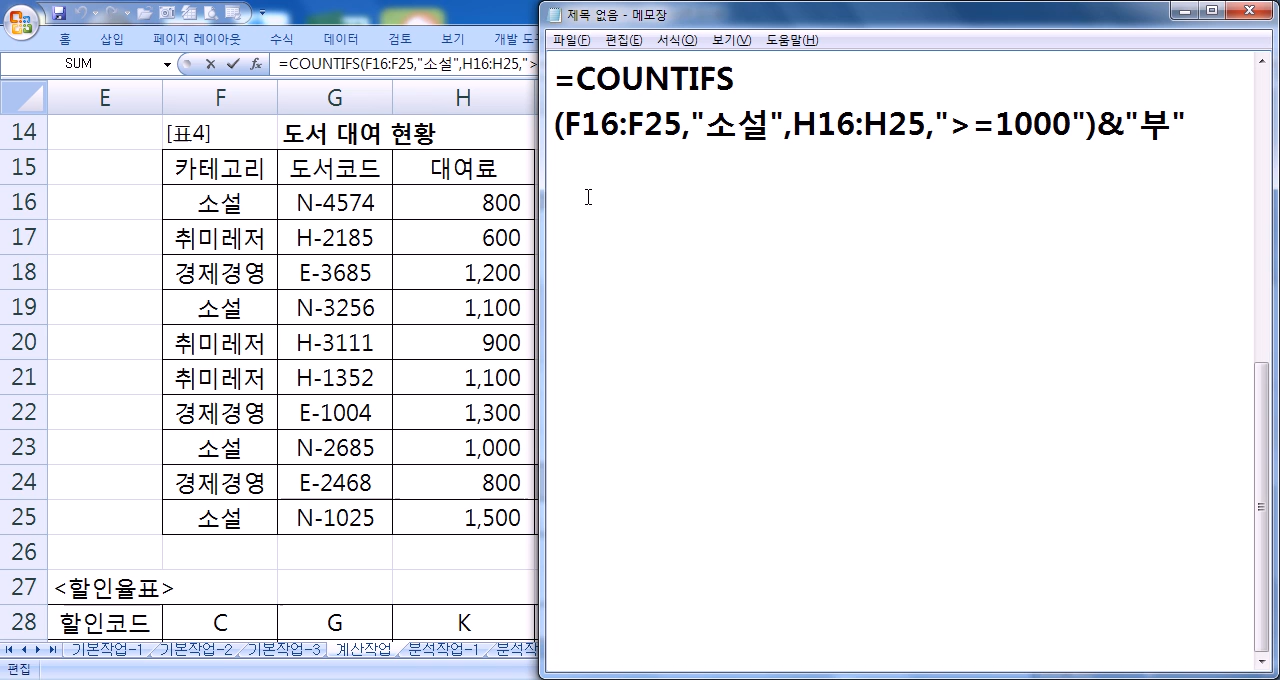 제목 없음 - 메모장
홈 삽입 페이지 레이아웃 수식 데이터 검토 보기 개발 도
파일(F) 편집(E) 서식(O) 보기(V) 도움말(H)
SUM
=COUNTIFS(F16:F25,"소설",H16:H25,">
=COUNTIFS
(F16:F25,"소설",H16:H25,">=1000")&"부"
E F G H
14 [표4] 도서 대여 현황
15 카테고리 도서코드 대여료
16 소설 N-4574 800
17 취미레저 H-2185 600
18 경제경영 E-3685 1,200
19 소설 N-3256 1,100
20 취미레저 H-3111 900
21 취미레저 H-1352 1,100
22 경제경영 E-1004 1,300
23 소설 N-2685 1,000
24 경제경영 E-2468 800
25 소설 N-1025 1,500
26
27 <할인율표>
28 할인코드 C G K
기본작업-1 기본작업-2 기본작업-3 계산작업 분석작업-1 분석작
편집